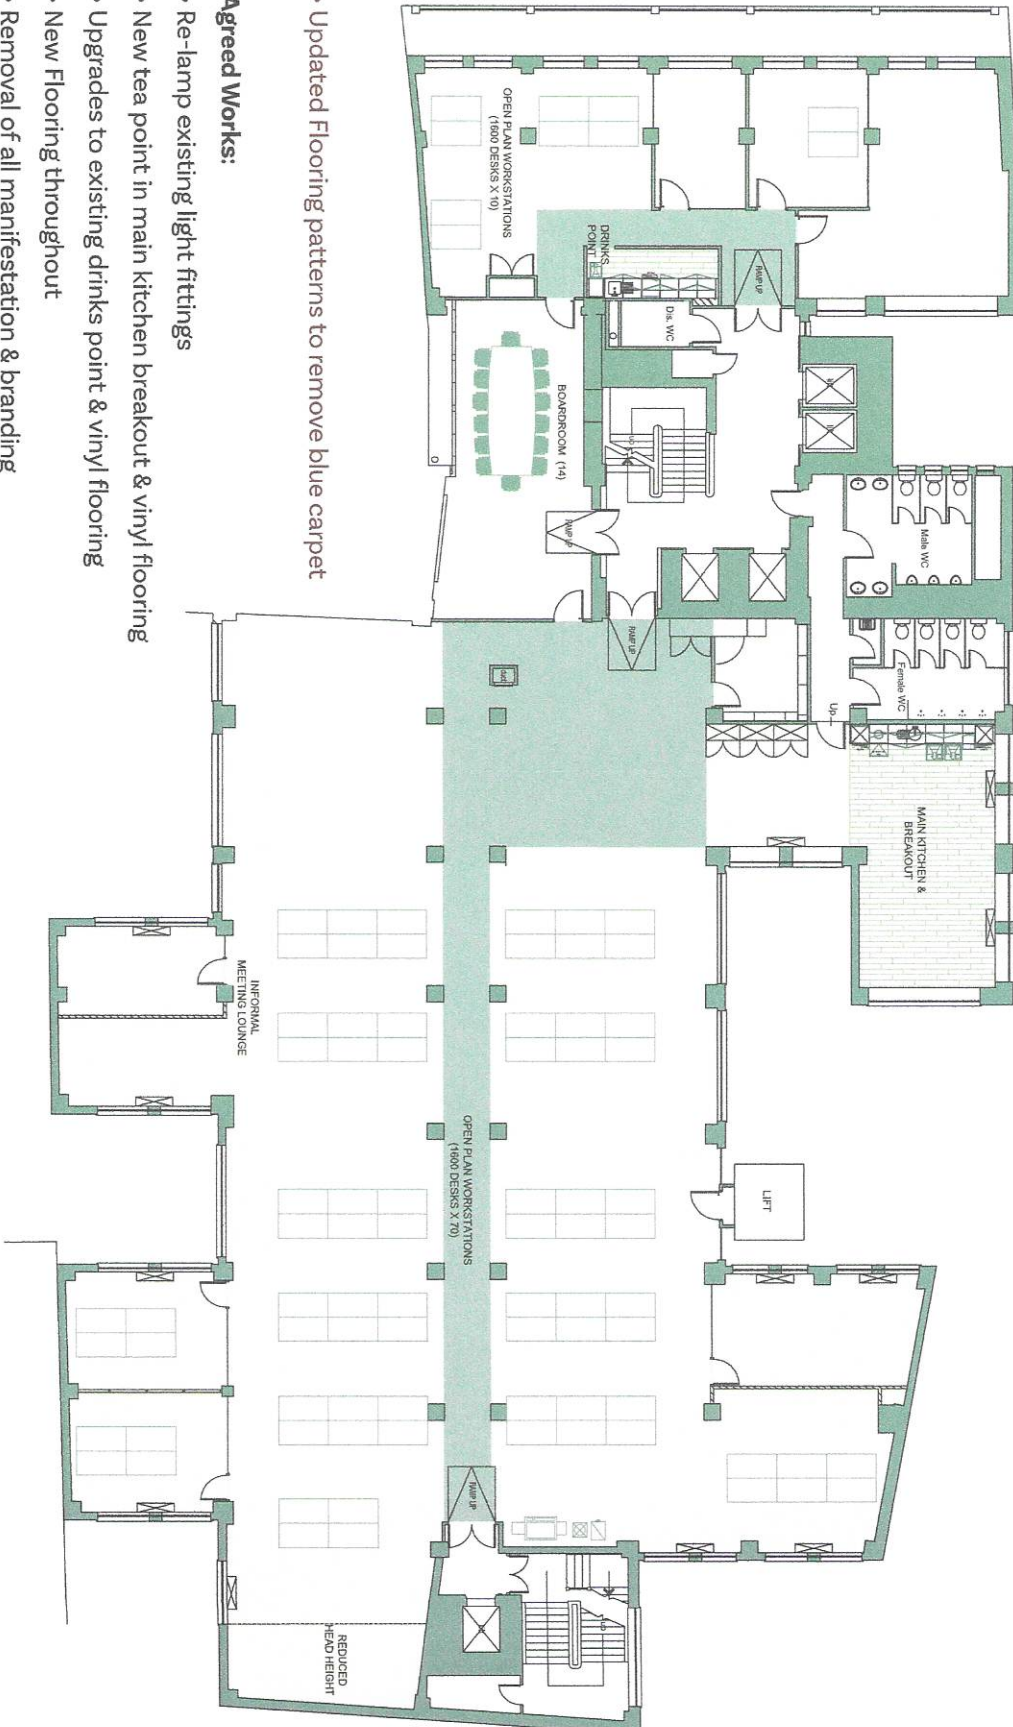 • Updated Flooring patterns to remove blue carpet
Agreed Works:
• Re-lamp existing light fittings
• New tea point in main kitchen breakout & vinyl flooring
• Upgrades to existing drinks point & vinyl flooring
• New Flooring throughout
• Removal of all manifestation & branding
OPEN PLAN WORKSTATIONS
(1600 DESKS X 10)
DRINKS
POINT
RAMP UP
Dis. WC
BOARDROOM (14)
UP
RAMP UP
RAMP UP
Male WC
Female WC
Up
MAIN KITCHEN &
BREAKOUT
INFORMAL
MEETING LOUNGE
OPEN PLAN WORKSTATIONS
(1600 DESKS X 70)
LIFT
RAMP UP
UP
REDUCED
HEAD HEIGHT